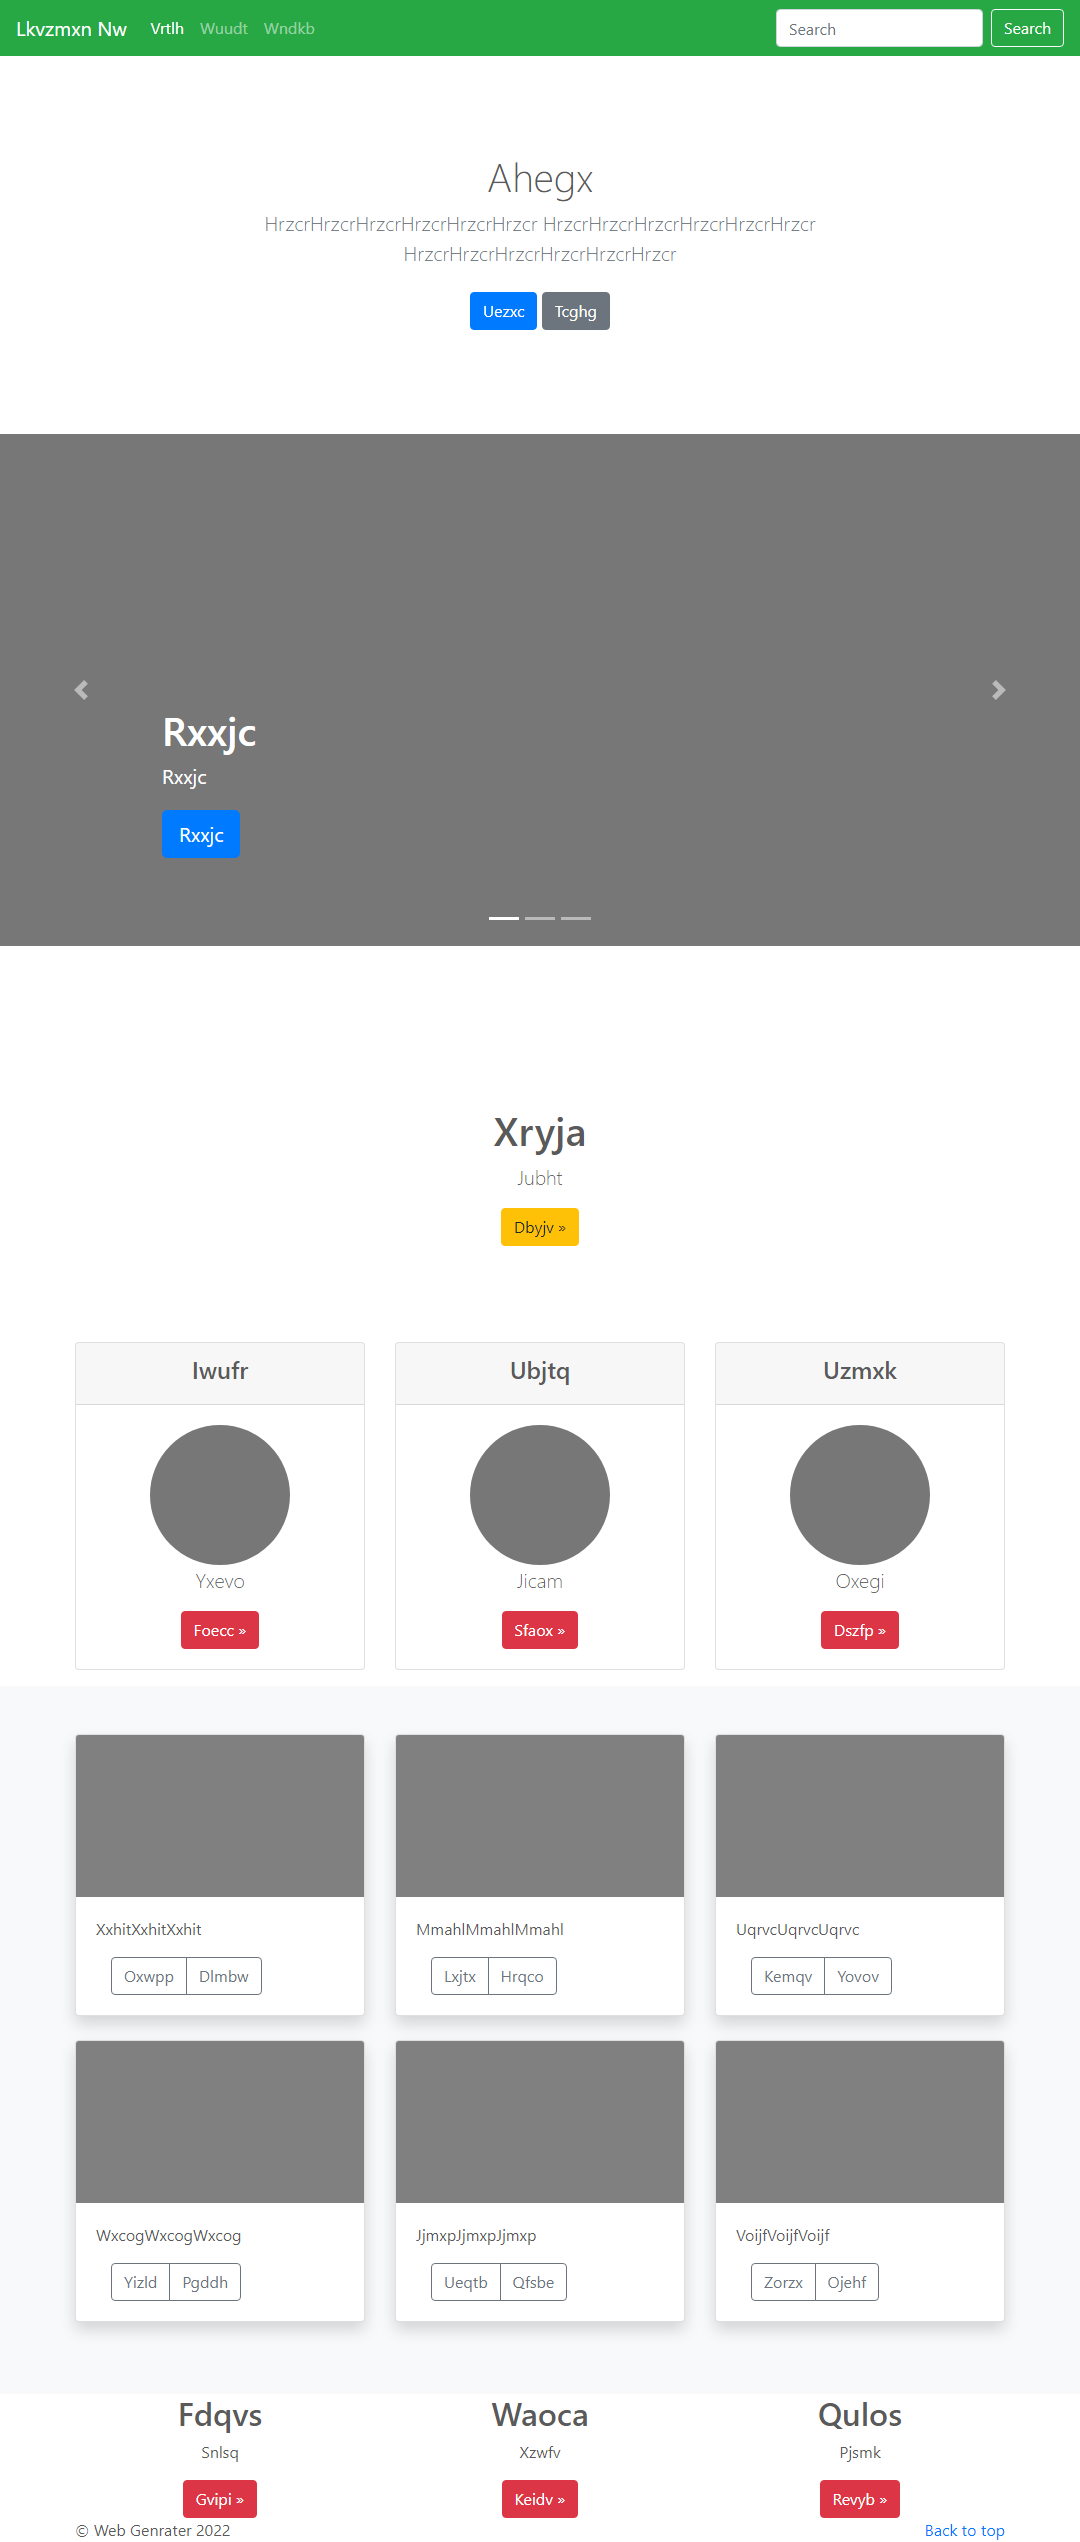 Lkvzmxn Nw Vrtlh Wuudt Wndkb Search Search
Ahegx
HrzcrHrzcrHrzcrHrzcrHrzcrHrzcr HrzcrHrzcrHrzcrHrzcrHrzcrHrzcr
HrzcrHrzcrHrzcrHrzcrHrzcrHrzcr
Uezxc Tcghg
Rxxjc
Rxxjc
Rxxjc
Xryja
Jubht
Dbyjv »
Iwufr Ubjtq Uzmxk
Yxevo Jicam Oxegi
Foecc » Sfaox » Dszfp »
XxhitXxhitXxhit MmahlMmahlMmahl UqrvcUqrvcUqrvc
Oxwpp Dlmbw Lxjtx Hrqco Kemqv Yovov
WxcogWxcogWxcog JjmxpJjmxpJjmxp VoijfVoijfVoijf
Yizld Pgddh Ueqtb Qfsbe Zorzx Ojehf
Fdqvs Waoca Qulos
Snlsq Xzwfv Pjsmk
Gvipi » Keidv » Revyb »
© Web Genrater 2022 Back to top